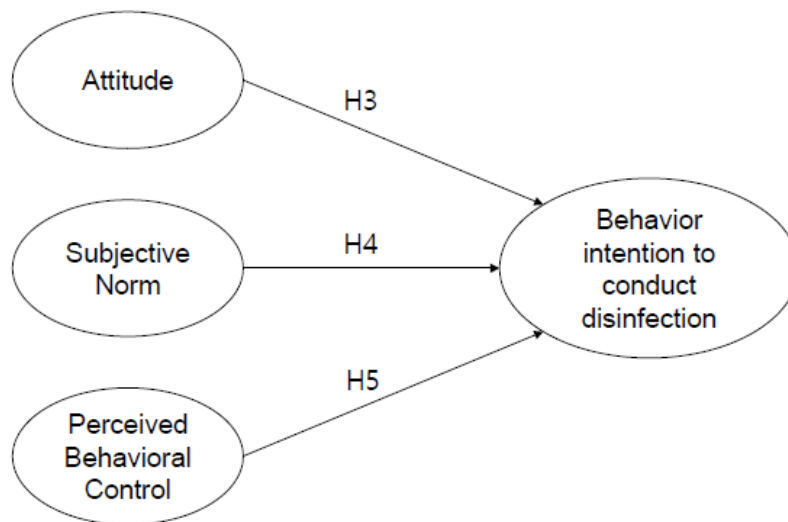 Attitude
H3
Subjective
Norm
H4
Behavior
intention to
conduct
disinfection
H5
Perceived
Behavioral
Control